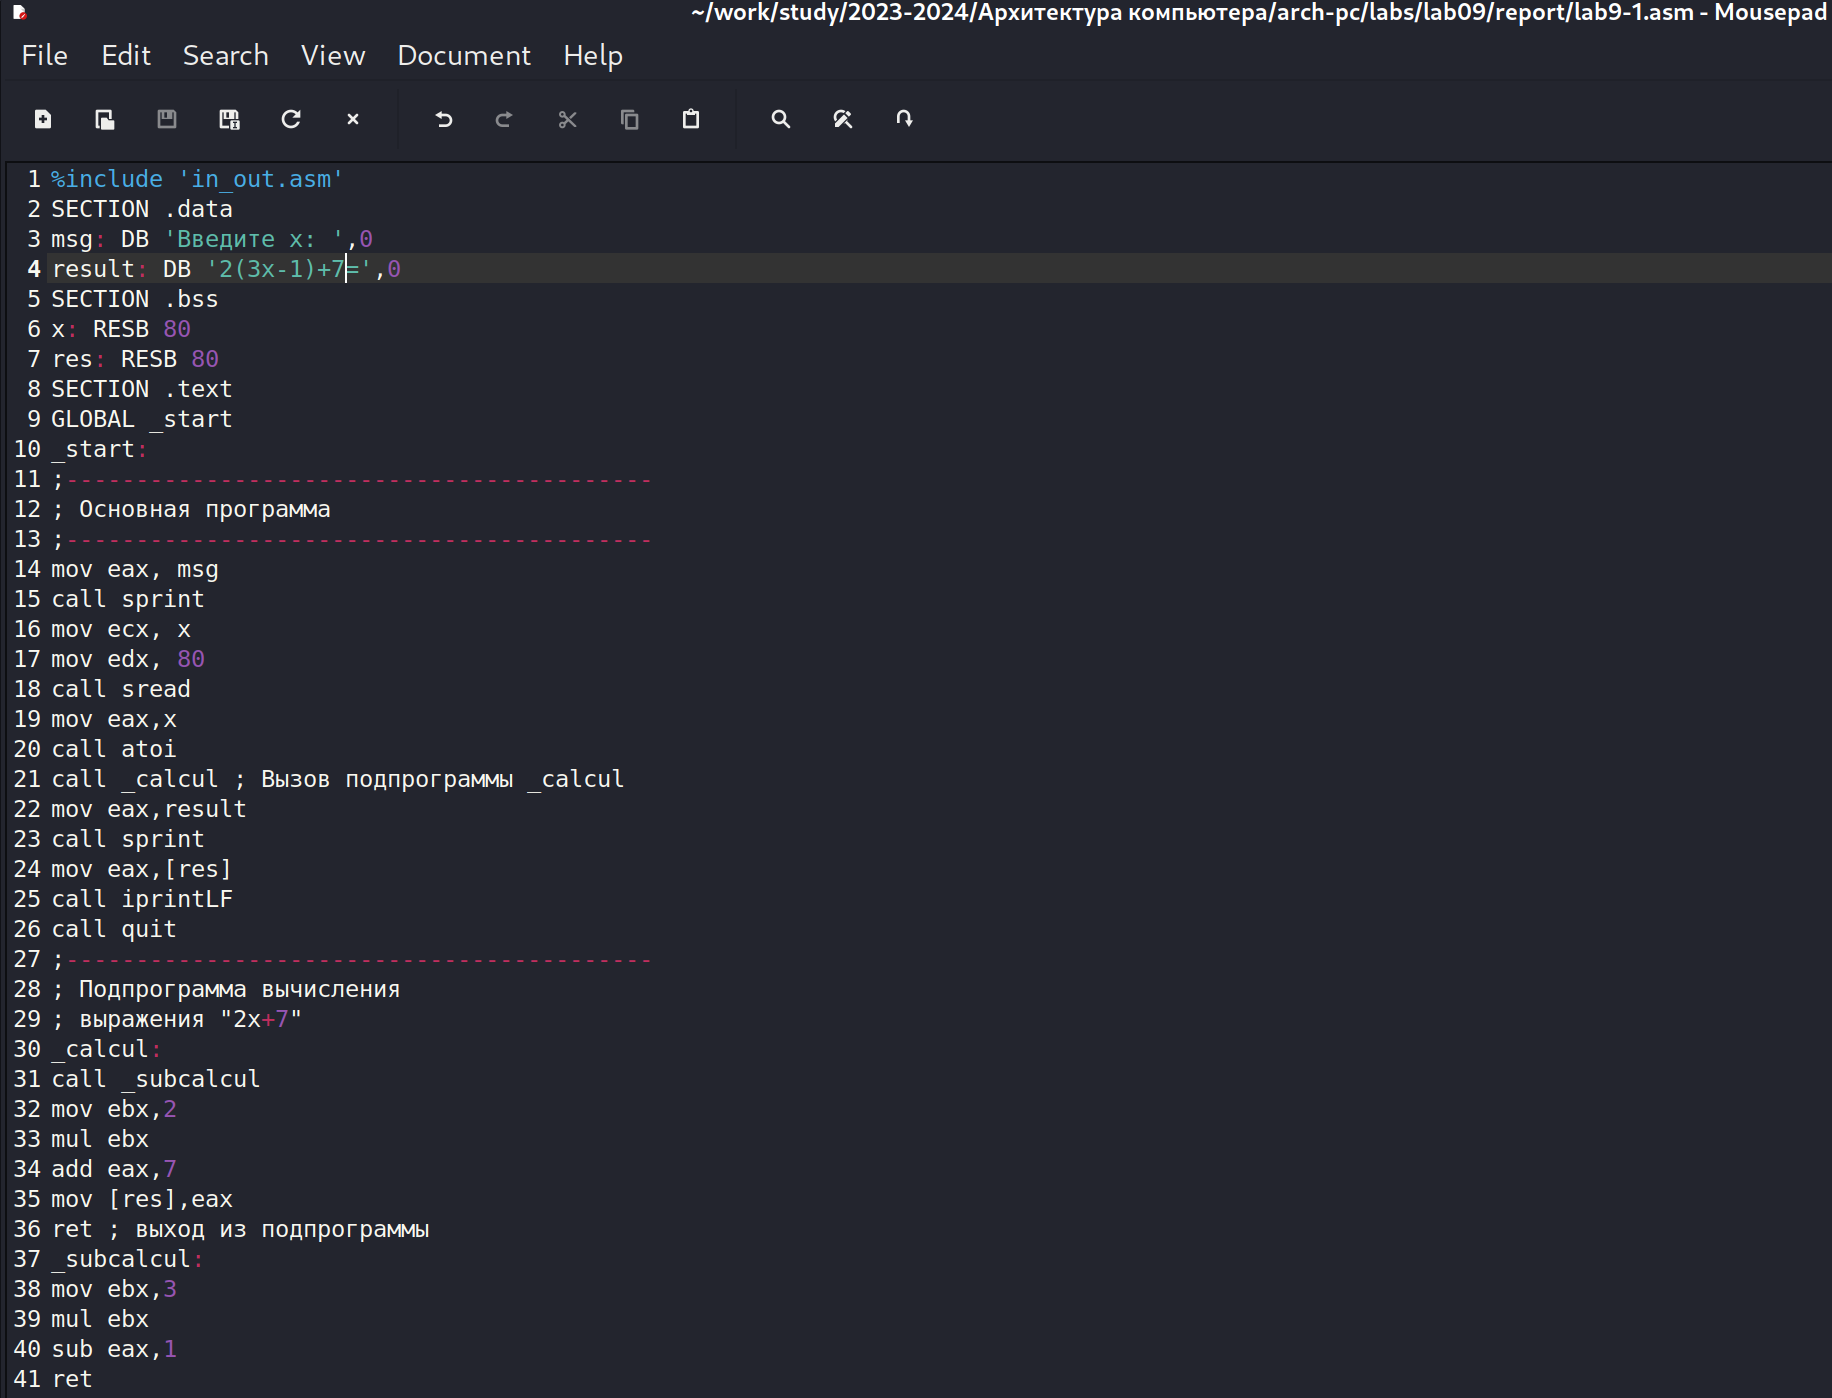 ~/work/study/2023-2024/Архитектура компьютера/arch-pc/labs/lab09/report/lab9-1.asm - Mousepad
File Edit Search View Document Help
1 %include 'in_out.asm'
2 SECTION .data
3 msg: DB 'Введите x: ',0
4 result: DB '2(3x-1)+7=',0
5 SECTION .bss
6 x: RESB 80
7 res: RESB 80
8 SECTION .text
9 GLOBAL _start
10 _start:
11 ;------------------------------------------
12 ; Основная программа
13 ;------------------------------------------
14 mov eax, msg
15 call sprint
16 mov ecx, x
17 mov edx, 80
18 call sread
19 mov eax,x
20 call atoi
21 call _calcul ; Вызов подпрограммы _calcul
22 mov eax,result
23 call sprint
24 mov eax,[res]
25 call iprintLF
26 call quit
27 ;------------------------------------------
28 ; Подпрограмма вычисления
29 ; выражения "2x+7"
30 _calcul:
31 call _subcalcul
32 mov ebx,2
33 mul ebx
34 add eax,7
35 mov [res],eax
36 ret ; выход из подпрограммы
37 _subcalcul:
38 mov ebx,3
39 mul ebx
40 sub eax,1
41 ret